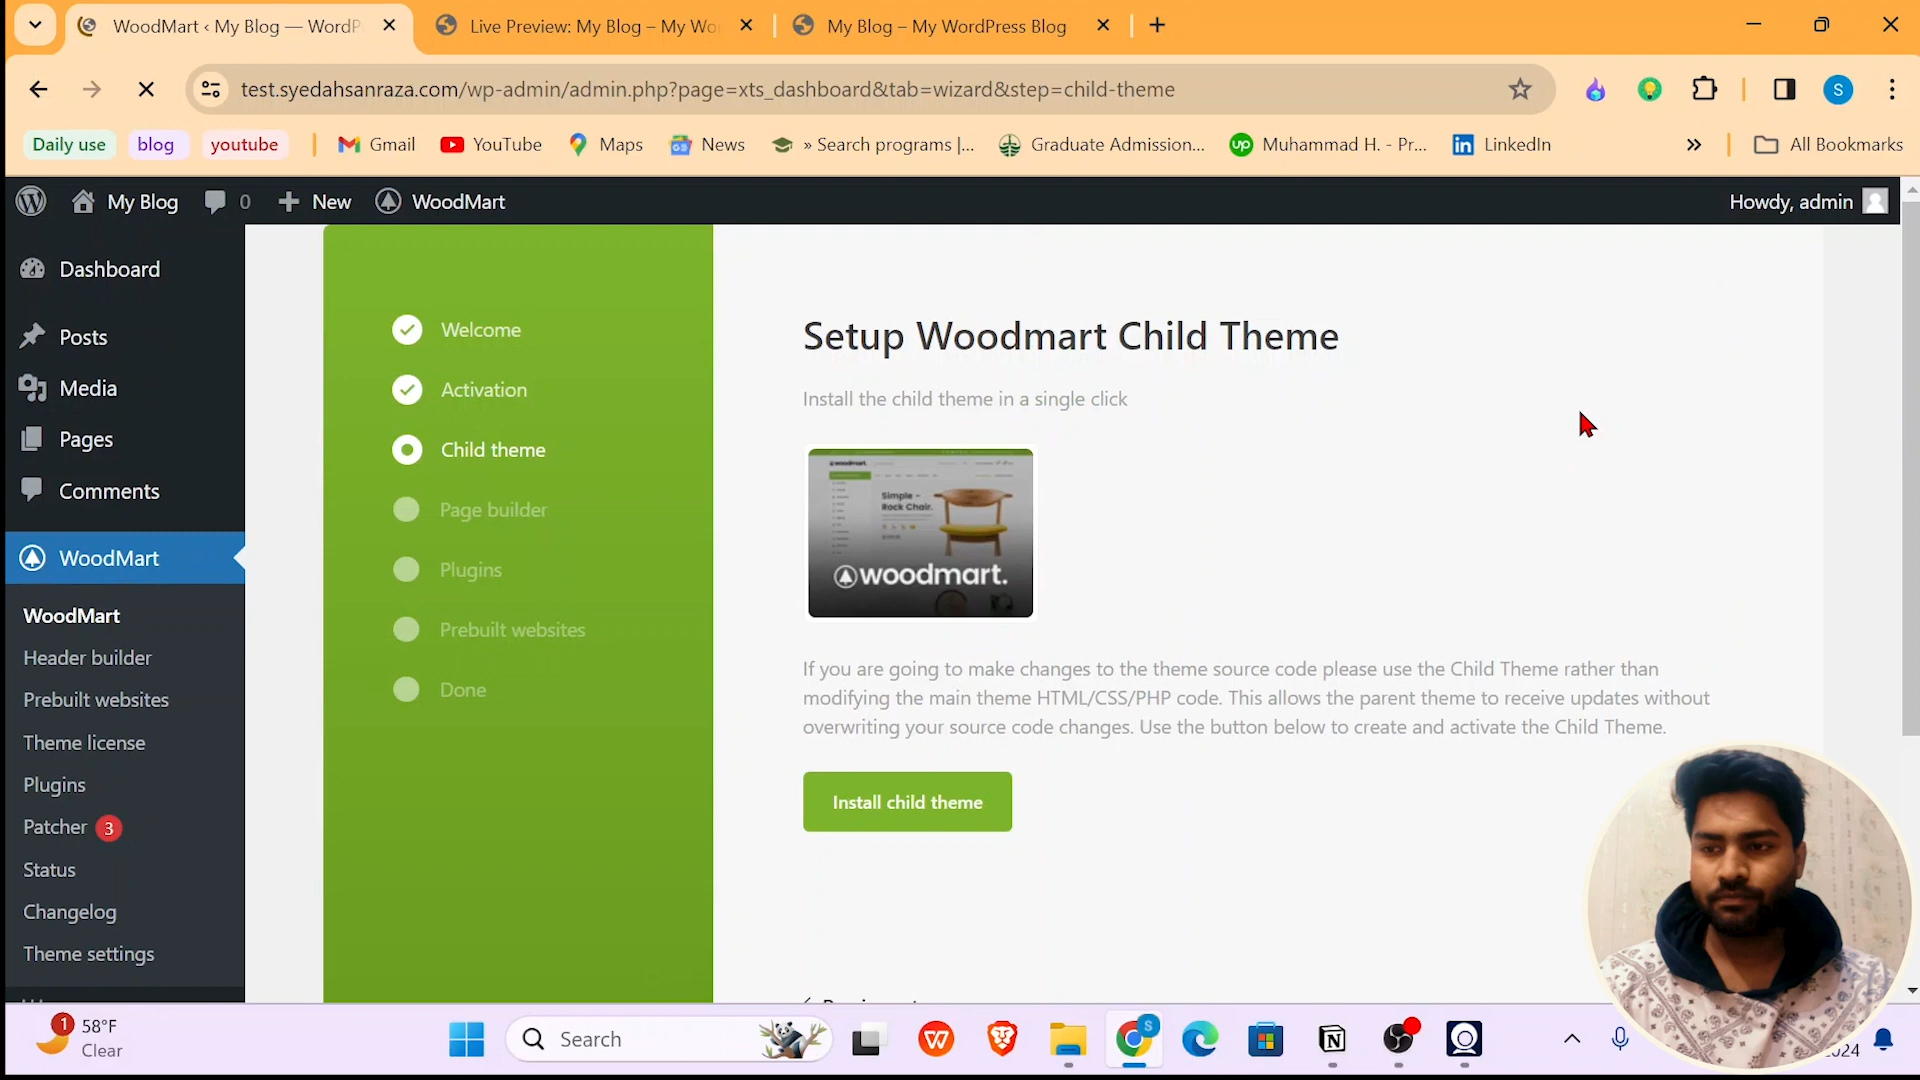 WoodMart ‹ My Blog — WordP
Live Preview: My Blog – My Wo
My Blog – My WordPress Blog
test.syedahsanraza.com/wp-admin/admin.php?page=xts_dashboard&tab=wizard&step=child-theme
S
Daily use
blog
youtube
Gmail
YouTube
Maps
News
» Search programs |...
Graduate Admission...
up
Muhammad H. - Pr...
LinkedIn
»
All Bookmarks
My Blog
0
+ New
WoodMart
Howdy, admin
Dashboard
Posts
Media
Pages
Comments
WoodMart
WoodMart
Header builder
Prebuilt websites
Theme license
Plugins
Patcher 3
Status
Changelog
Theme settings
Welcome
Activation
Child theme
Page builder
Plugins
Prebuilt websites
Done
Setup Woodmart Child Theme
Install the child theme in a single click
Simple -
Rock Chair.
woodmart.
If you are going to make changes to the theme source code please use the Child Theme rather than
modifying the main theme HTML/CSS/PHP code. This allows the parent theme to receive updates without
overwriting your source code changes. Use the button below to create and activate the Child Theme.
Install child theme
1
58°F
Clear
Search
S